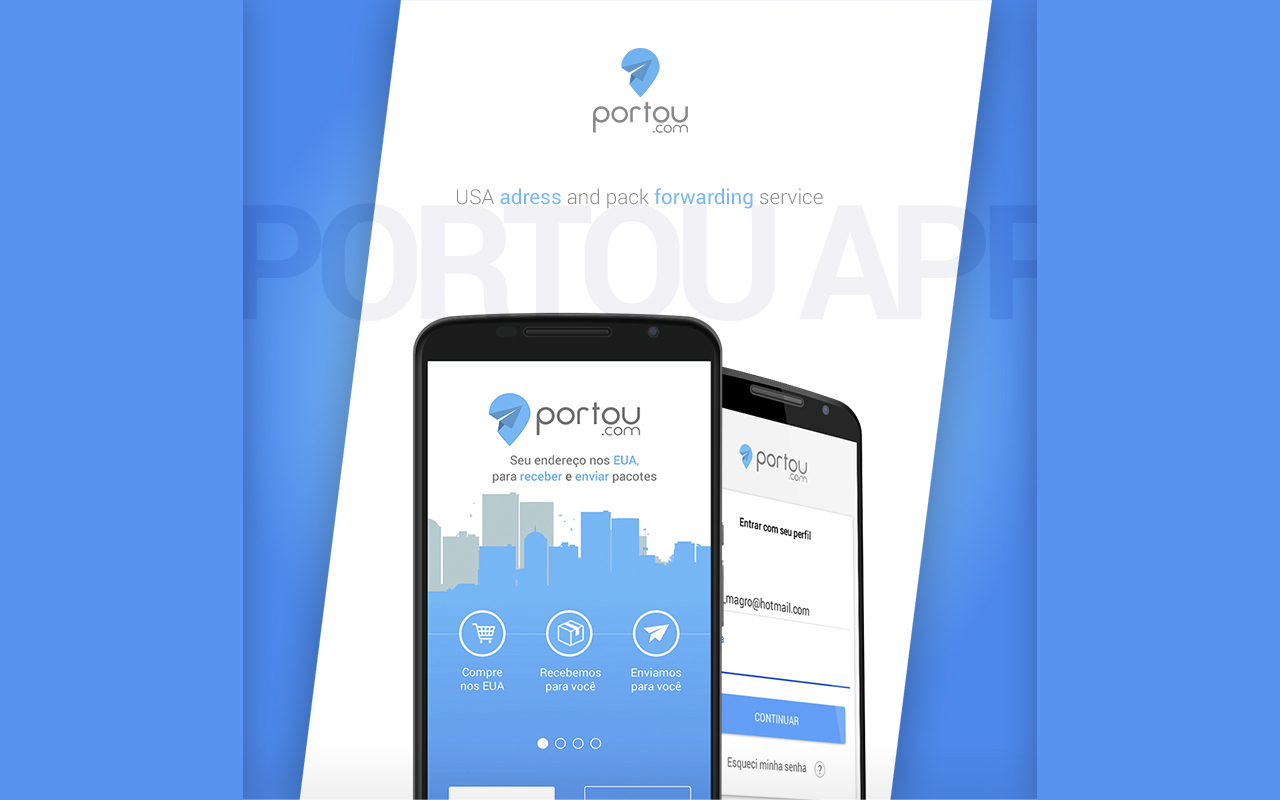 portou
.com
USA adress and pack forwarding service
PORTOU APP
portou
.com
Seu endereço nos EUA,
para receber e enviar pacotes
Compre
nos EUA
Recebemos
para você
Enviamos
para você
portou
.com
Entrar com seu perfil
_magro@hotmail.com
CONTINUAR
Esqueci minha senha ?